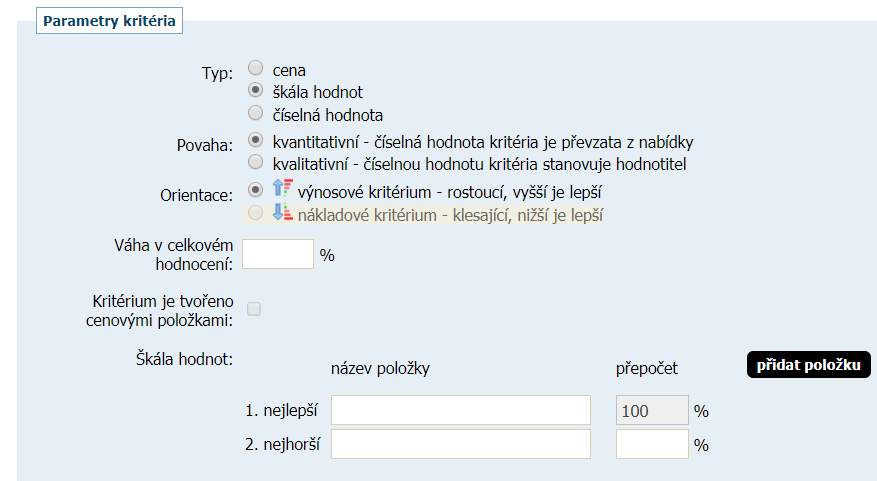 Parametry kritéria
Typ:
cena
škála hodnot
číselná hodnota
Povaha:
kvantitativní - číselná hodnota kritéria je převzata z nabídky
kvalitativní - číselnou hodnotu kritéria stanovuje hodnotitel
Orientace:
výnosové kritérium - rostoucí, vyšší je lepší
nákladové kritérium - klesající, nižší je lepší
Váha v celkovém
hodnocení:
%
Kritérium je tvořeno
cenovými položkami:
Škála hodnot:
název položky přepočet přidat položku
1. nejlepší 100 %
2. nejhorší %